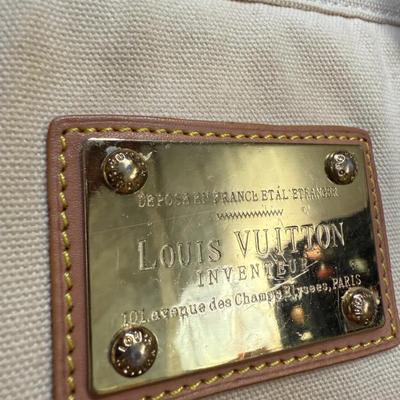 DEPOSE EN FRANCE ET À L'ETRANGER
LOUIS VUITTON
INVENTEUR
101, avenue des Champs Elysees, PARIS